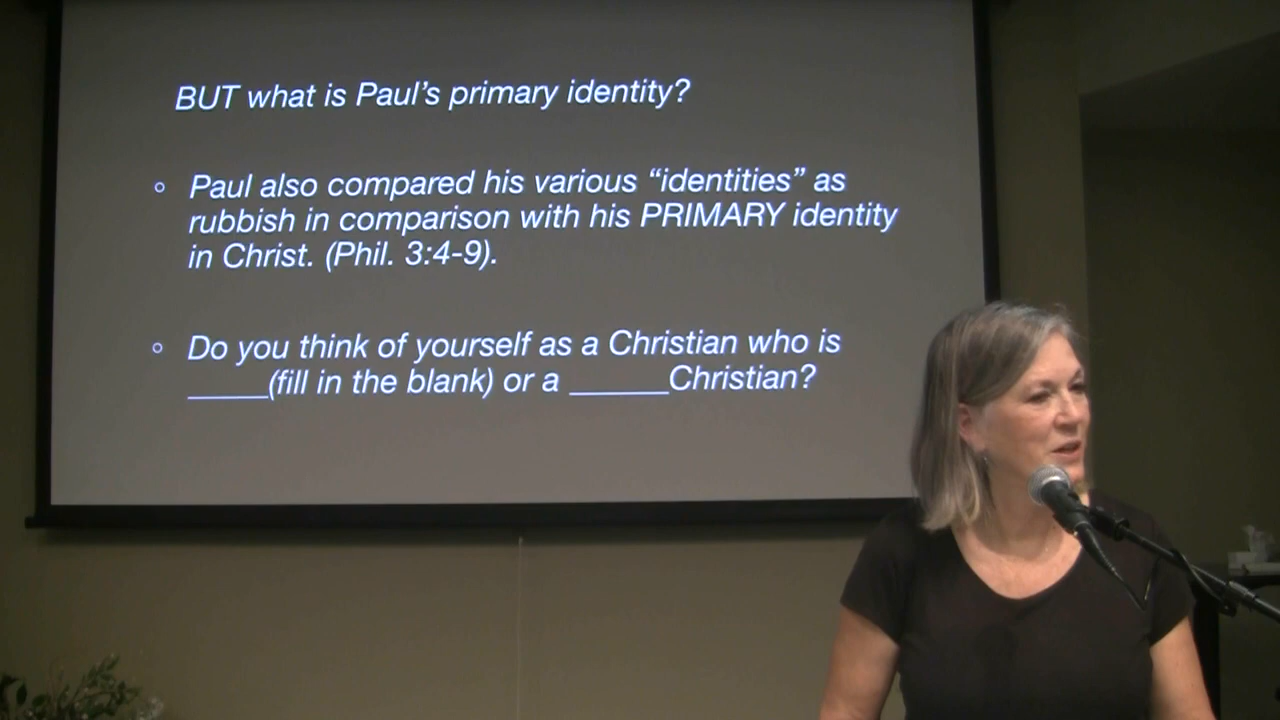 BUT what is Paul's primary identity?
Paul also compared his various “identities” as
rubbish in comparison with his PRIMARY identity
in Christ. (Phil. 3:4-9).
Do you think of yourself as a Christian who is
_____(fill in the blank) or a ______Christian?